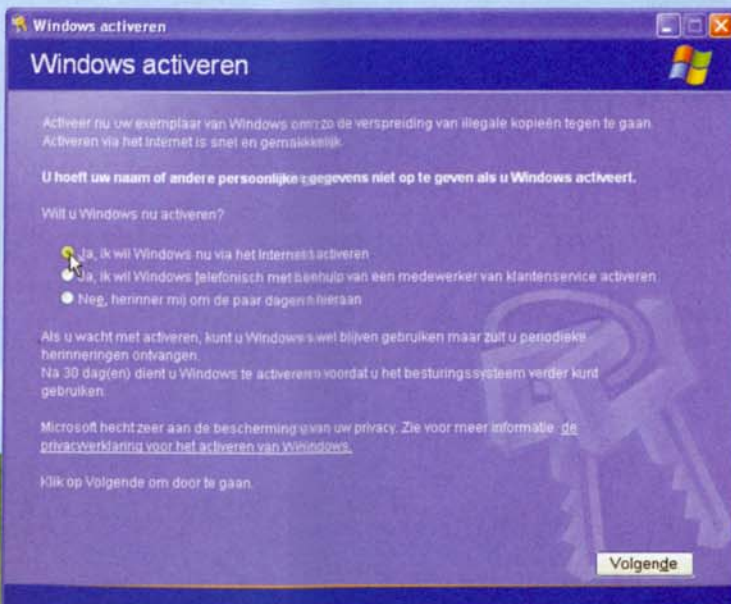 Windows activeren
Windows activeren
Activeer nu uw exemplaar van Windows om zo de verspreiding van illegale kopieën tegen te gaan.
Activeren via het Internet is snel en gemakkelijk.
U hoeft uw naam of andere persoonlijke gegevens niet op te geven als u Windows activeert.
Wilt u Windows nu activeren?
Ja, ik wil Windows nu via het Internet activeren
Ja, ik wil Windows telefonisch met behulp van een medewerker van klantenservice activeren
Nee, herinner mij om de paar dagen hieraan
Als u wacht met activeren, kunt u Windows wel blijven gebruiken maar zult u periodieke
herinneringen ontvangen.
Na 30 dag(en) dient u Windows te activeren voordat u het besturingssysteem verder kunt
gebruiken.
Microsoft hecht zeer aan de bescherming van uw privacy. Zie voor meer informatie de
privacyverklaring voor het activeren van Windows.
Klik op Volgende om door te gaan.
Volgende